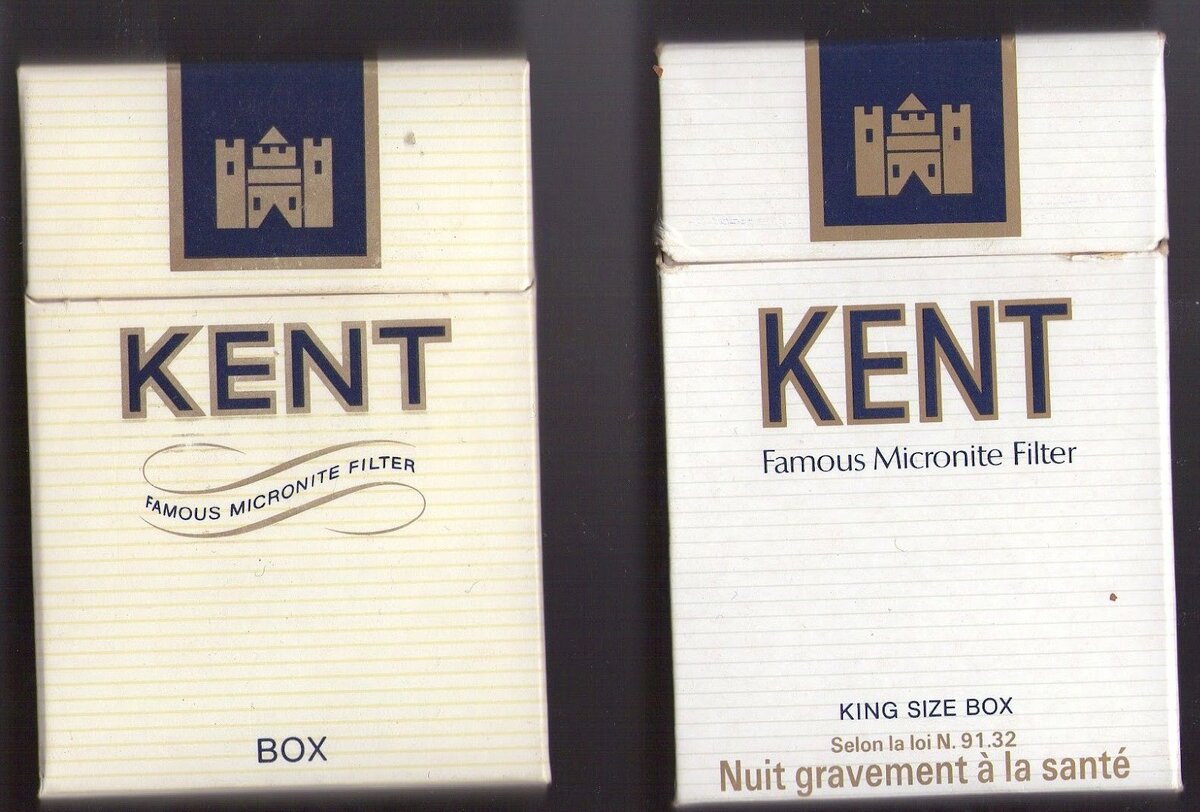 KENT
FAMOUS MICRONITE FILTER
BOX
KENT
Famous Micronite Filter
KING SIZE BOX
Selon la loi N. 91.32
Nuit gravement à la santé